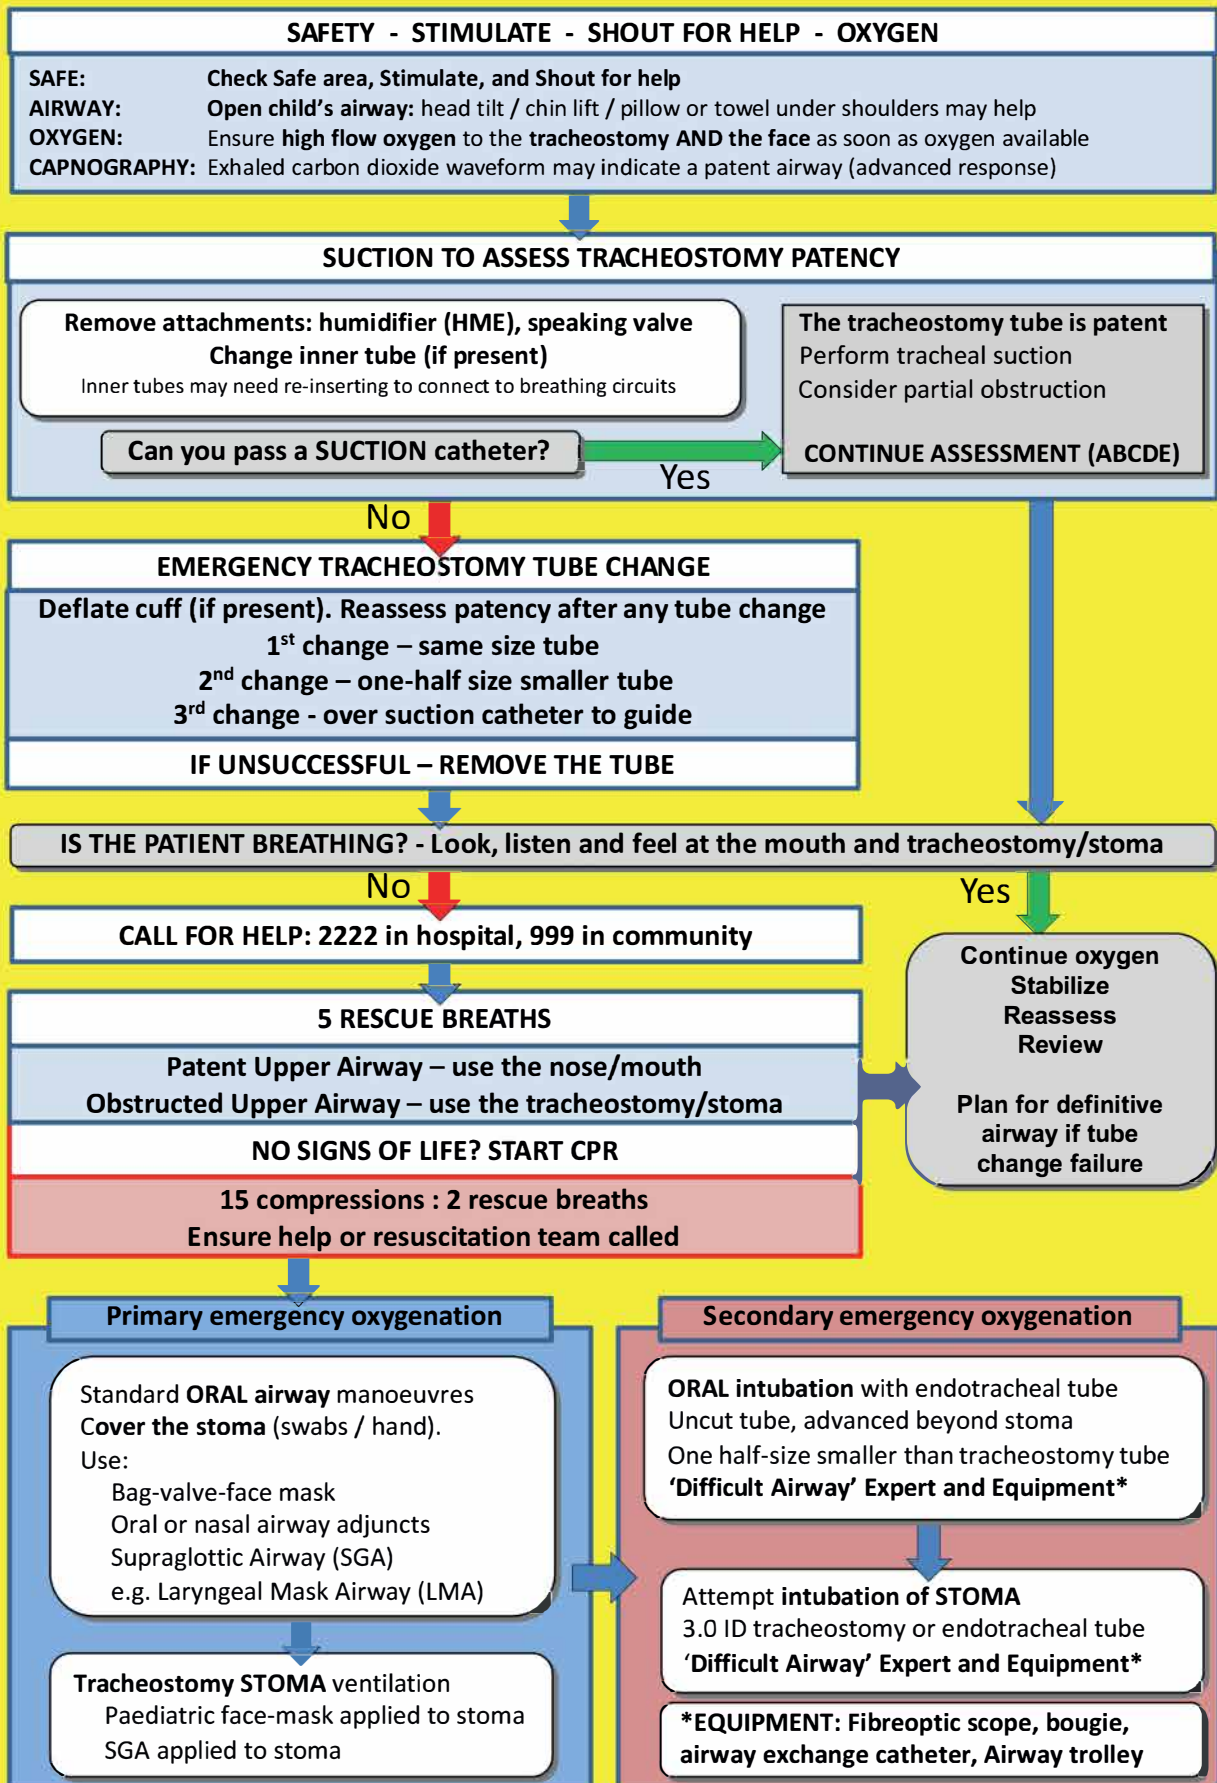 SAFETY - STIMULATE - SHOUT FOR HELP - OXYGEN
SAFE: Check Safe area, Stimulate, and Shout for help
AIRWAY: Open child's airway: head tilt / chin lift / pillow or towel under shoulders may help
OXYGEN: Ensure high flow oxygen to the tracheostomy AND the face as soon as oxygen available
CAPNOGRAPHY: Exhaled carbon dioxide waveform may indicate a patent airway (advanced response)
SUCTION TO ASSESS TRACHEOSTOMY PATENCY
Remove attachments: humidifier (HME), speaking valve
Change inner tube (if present)
Inner tubes may need re-inserting to connect to breathing circuits
Can you pass a SUCTION catheter?
Yes
The tracheostomy tube is patent
Perform tracheal suction
Consider partial obstruction
CONTINUE ASSESSMENT (ABCDE)
No
EMERGENCY TRACHEOSTOMY TUBE CHANGE
Deflate cuff (if present). Reassess patency after any tube change
1st change – same size tube
2nd change – one-half size smaller tube
3rd change - over suction catheter to guide
IF UNSUCCESSFUL – REMOVE THE TUBE
IS THE PATIENT BREATHING? - Look, listen and feel at the mouth and tracheostomy/stoma
No
Yes
CALL FOR HELP: 2222 in hospital, 999 in community
5 RESCUE BREATHS
Patent Upper Airway – use the nose/mouth
Obstructed Upper Airway – use the tracheostomy/stoma
NO SIGNS OF LIFE? START CPR
15 compressions : 2 rescue breaths
Ensure help or resuscitation team called
Continue oxygen
Stabilize
Reassess
Review
Plan for definitive
airway if tube
change failure
Primary emergency oxygenation
Standard ORAL airway manoeuvres
Cover the stoma (swabs / hand).
Use:
Bag-valve-face mask
Oral or nasal airway adjuncts
Supraglottic Airway (SGA)
e.g. Laryngeal Mask Airway (LMA)
Tracheostomy STOMA ventilation
Paediatric face-mask applied to stoma
SGA applied to stoma
Secondary emergency oxygenation
ORAL intubation with endotracheal tube
Uncut tube, advanced beyond stoma
One half-size smaller than tracheostomy tube
‘Difficult Airway’ Expert and Equipment*
Attempt intubation of STOMA
3.0 ID tracheostomy or endotracheal tube
‘Difficult Airway’ Expert and Equipment*
*EQUIPMENT: Fibreoptic scope, bougie,
airway exchange catheter, Airway trolley